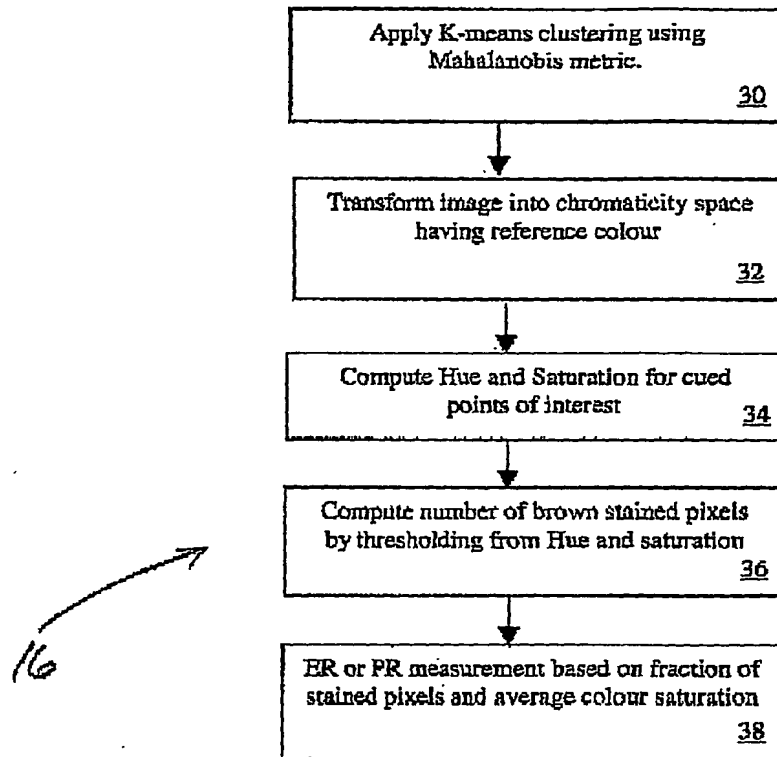 Apply K-means clustering using
Mahalanobis metric.
30
Transform image into chromaticity space
having reference colour
32
Compute Hue and Saturation for cued
points of interest
34
Compute number of brown stained pixels
by thresholding from Hue and saturation
36
16
ER or PR measurement based on fraction of
stained pixels and average colour saturation
38